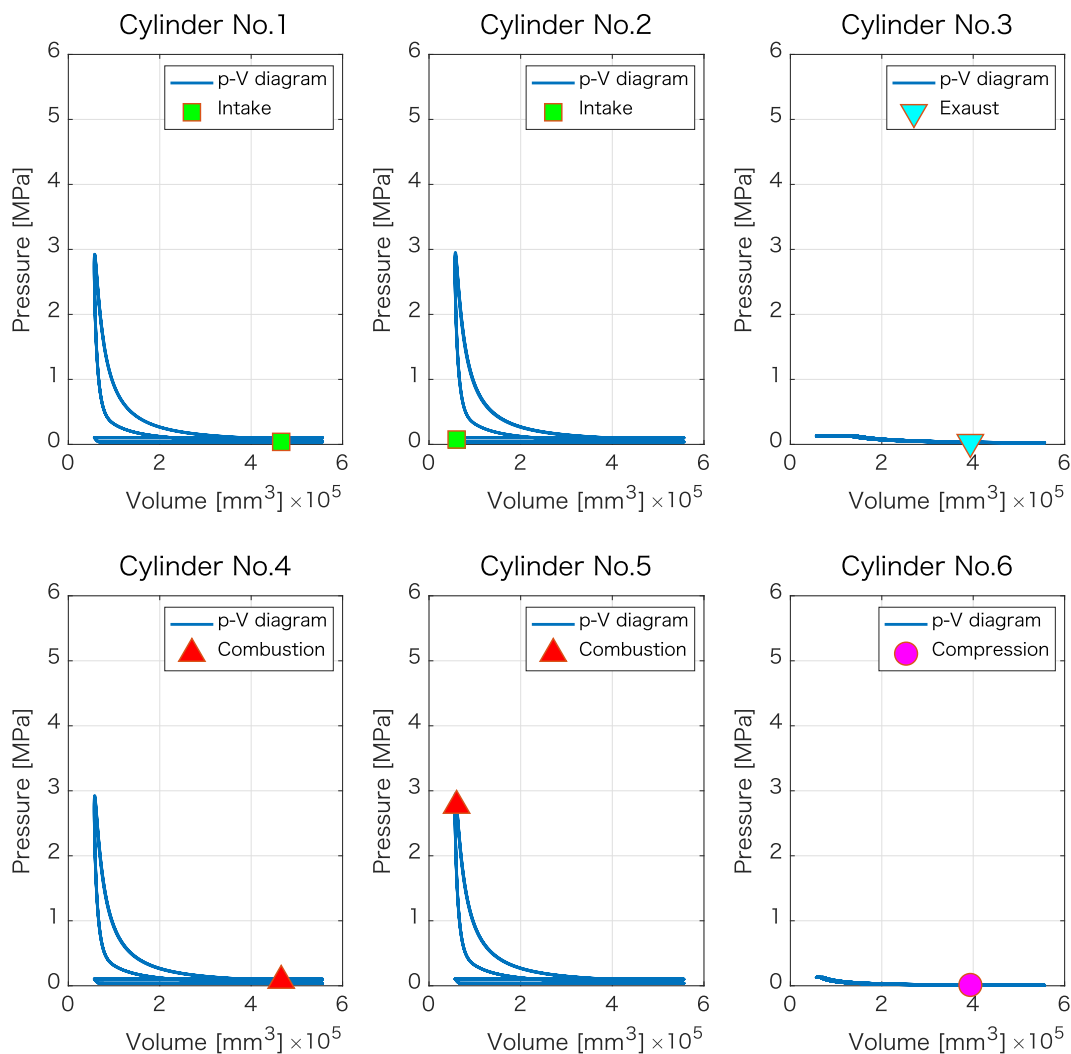 Cylinder No.1
Cylinder No.2
Cylinder No.3
6
5
4
3
2
1
0
Pressure [MPa]
p-V diagram
Intake
0
2
4
6
Volume [mm³] ×10⁵
6
5
4
3
2
1
0
Pressure [MPa]
p-V diagram
Intake
0
2
4
6
Volume [mm³] ×10⁵
6
5
4
3
2
1
0
Pressure [MPa]
p-V diagram
Exaust
0
2
4
6
Volume [mm³] ×10⁵
Cylinder No.4
Cylinder No.5
Cylinder No.6
6
5
4
3
2
1
0
Pressure [MPa]
p-V diagram
Combustion
0
2
4
6
Volume [mm³] ×10⁵
6
5
4
3
2
1
0
Pressure [MPa]
p-V diagram
Combustion
0
2
4
6
Volume [mm³] ×10⁵
6
5
4
3
2
1
0
Pressure [MPa]
p-V diagram
Compression
0
2
4
6
Volume [mm³] ×10⁵